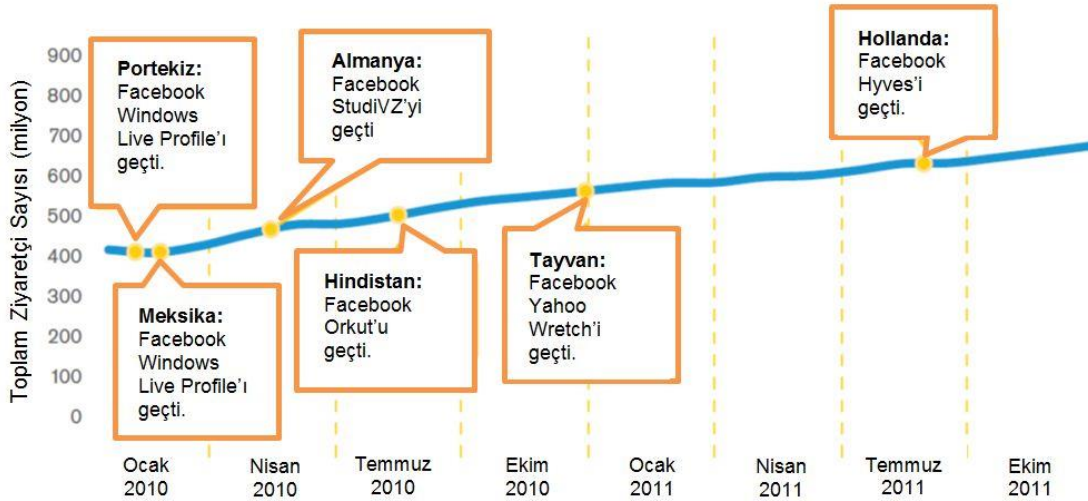 Toplam Ziyaretçi Sayısı (milyon)
900
800
700
600
500
400
300
200
100
0
Portekiz:
Facebook
Windows
Live Profile’ı
geçti.
Meksika:
Facebook
Windows
Live Profile’ı
geçti.
Almanya:
Facebook
StudiVZ’yi
geçti
Hindistan:
Facebook
Orkut’u
geçti.
Tayvan:
Facebook
Yahoo
Wretch’i
geçti.
Hollanda:
Facebook
Hyves’i
geçti.
Ocak
2010
Nisan
2010
Temmuz
2010
Ekim
2010
Ocak
2011
Nisan
2011
Temmuz
2011
Ekim
2011